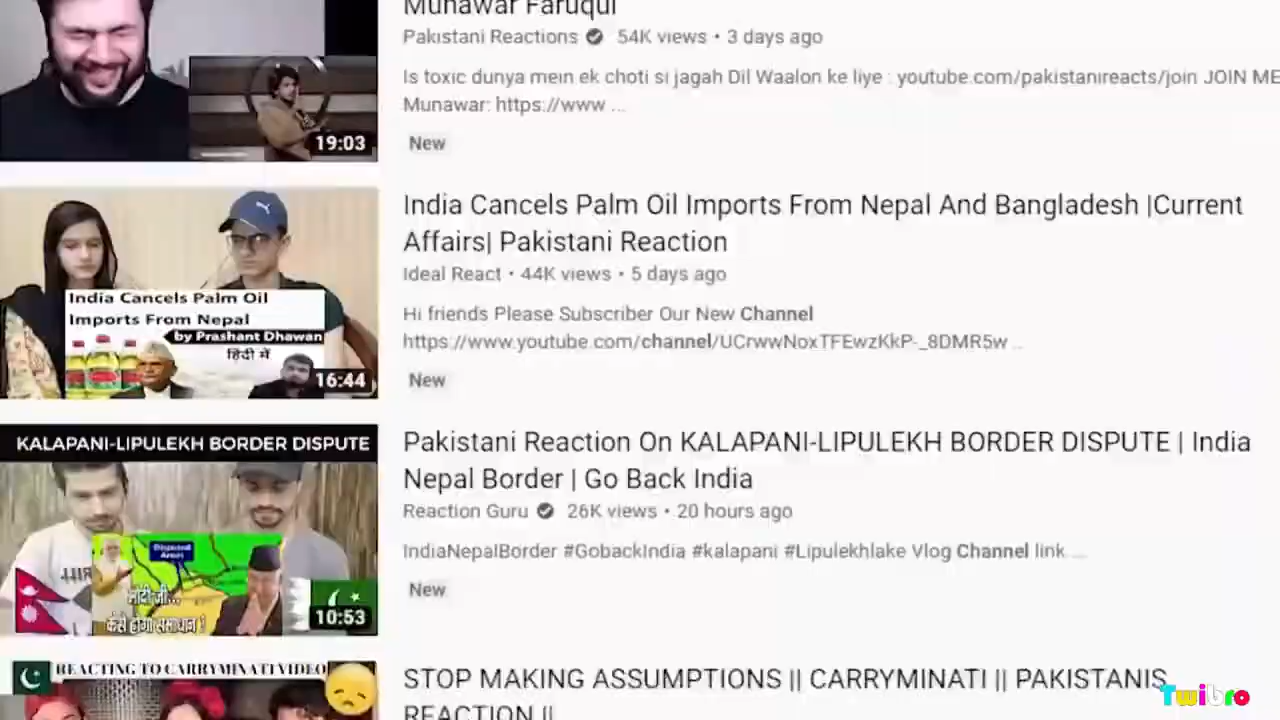 Munawar Faruqui
Pakistani Reactions 54K views • 3 days ago
Is toxic dunya mein ek choti si jagah Dil Waalon ke liye : youtube.com/pakistanireacts/join JOIN ME
Munawar: https://www ...
19:03
New
India Cancels Palm Oil Imports From Nepal And Bangladesh |Current
Affairs| Pakistani Reaction
Ideal React • 44K views • 5 days ago
India Cancels Palm Oil
Imports From Nepal
by Prashant Dhawan
हिंदी में
16:44
Hi friends Please Subscriber Our New Channel
https://www.youtube.com/channel/UCrwwNoxTFEwzKkP-_8DMR5w ...
New
KALAPANI-LIPULEKH BORDER DISPUTE
Pakistani Reaction On KALAPANI-LIPULEKH BORDER DISPUTE | India
Nepal Border | Go Back India
Reaction Guru 26K views • 20 hours ago
IndiaNepalBorder #GobackIndia #kalapani #Lipulekhlake Vlog Channel link ...
Disputed
Area
मोदी जी...
कैसे होगा समाधान !
10:53
New
REACTING TO CARRYMINATI VIDEO
STOP MAKING ASSUMPTIONS || CARRYMINATI || PAKISTANIS
REACTION ||
Twibro